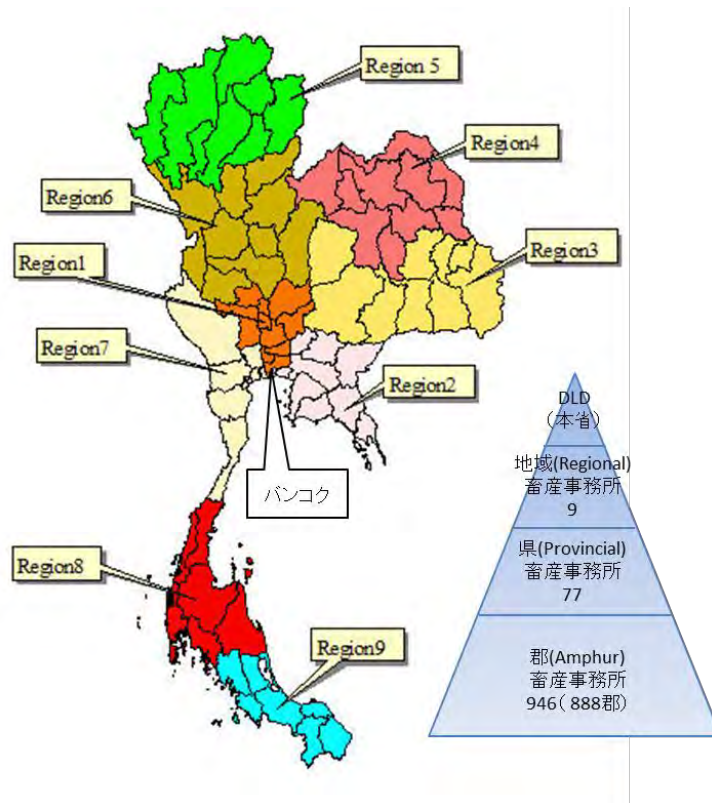 Region 5
Region4
Region6
Region3
Region1
Region7
Region2
バンコク
Region8
Region9
DLD
(本省)
地域(Regional)
畜産事務所
9
県(Provincial)
畜産事務所
77
郡(Amphur)
畜産事務所
946( 888郡)